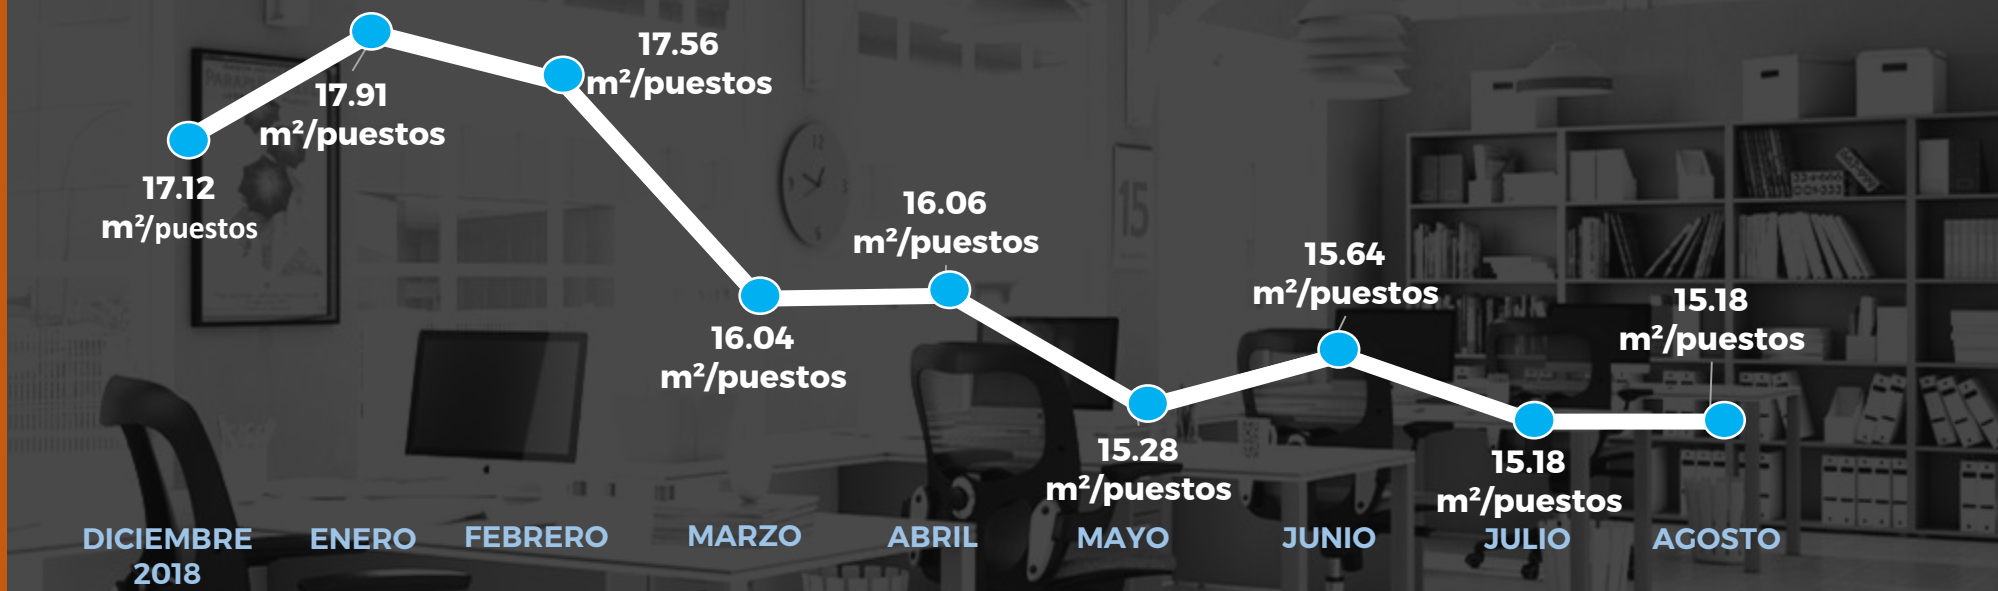 17.56
m²/puestos
17.91
m²/puestos
17.12
m²/puestos
16.06
m²/puestos
16.04
m²/puestos
15.64
m²/puestos
15.18
m²/puestos
15.28
m²/puestos
15.18
m²/puestos
DICIEMBRE
2018
ENERO
FEBRERO
MARZO
ABRIL
MAYO
JUNIO
JULIO
AGOSTO
15
12